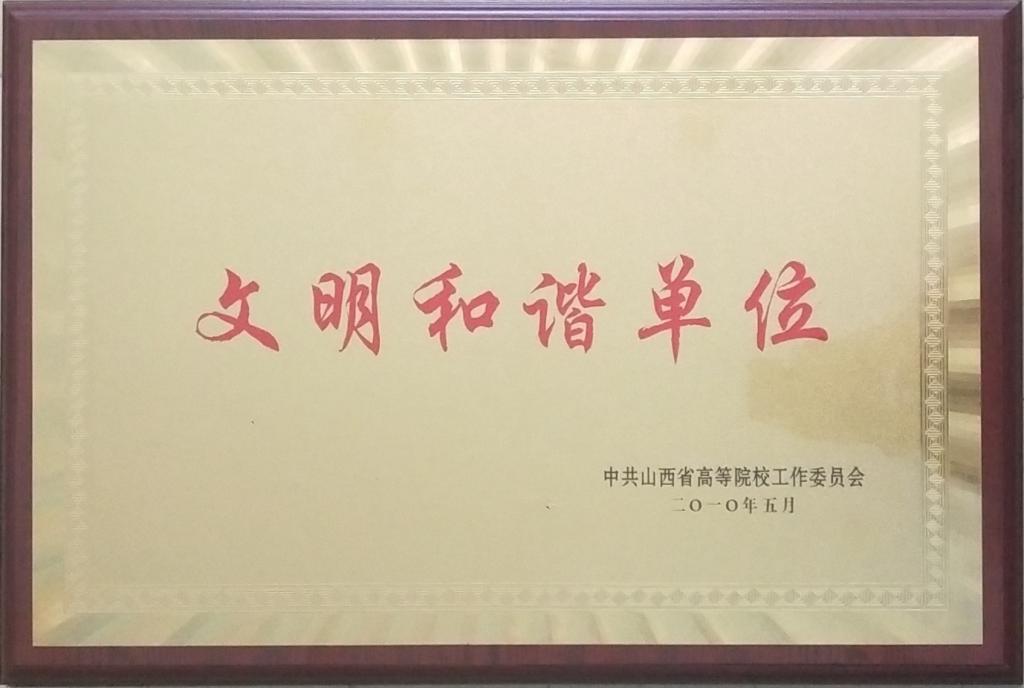 文明和谐单位
中共山西省高等院校工作委员会
二〇一〇年五月